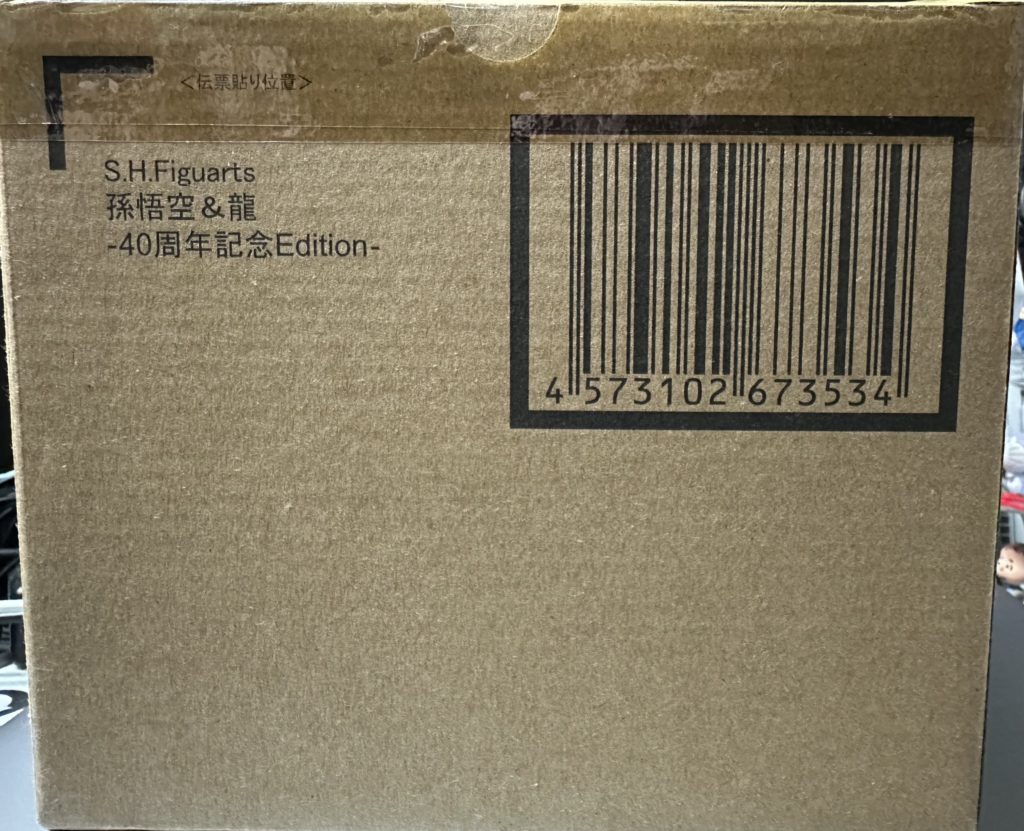 <伝票貼り位置>
S.H.Figuarts
孫悟空&龍
-40周年記念Edition-
4 573102 673534